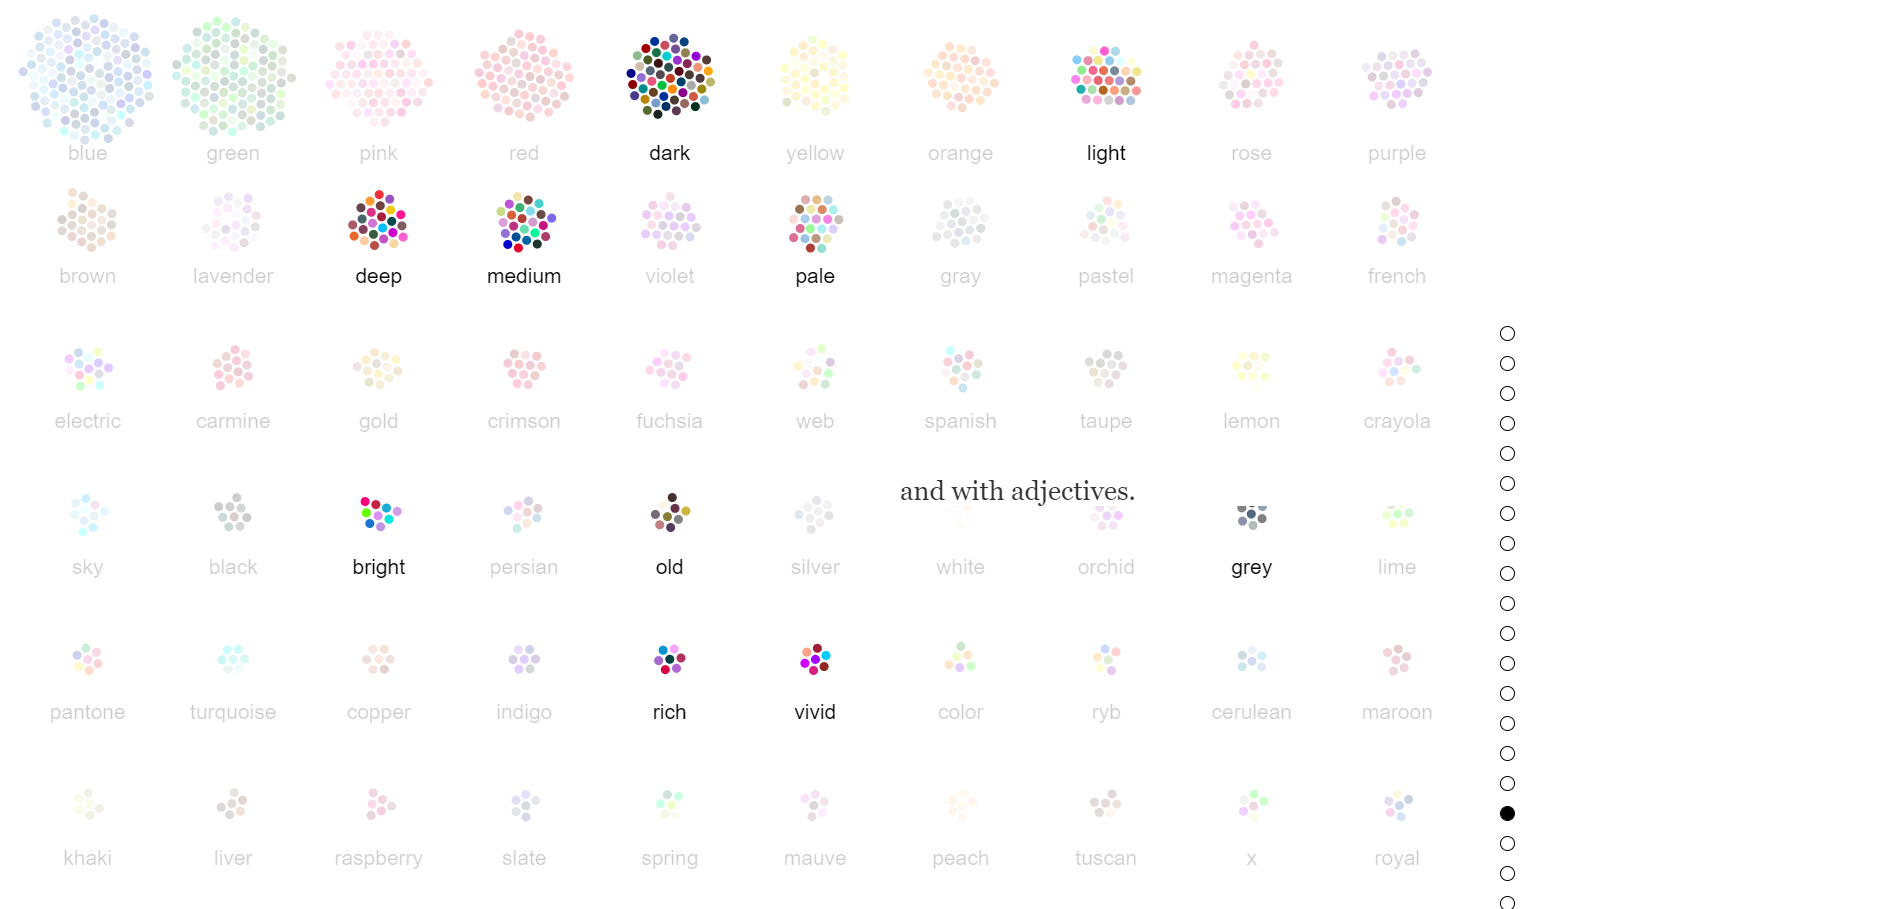 blue green pink red dark yellow orange light rose purple
brown lavender deep medium violet pale gray pastel magenta french
electric carmine gold crimson fuchsia web spanish taupe lemon crayola
and with adjectives.
sky black bright persian old silver white orchid grey lime
pantone turquoise copper indigo rich vivid color ryb cerulean maroon
khaki liver raspberry slate spring mauve peach tuscan x royal